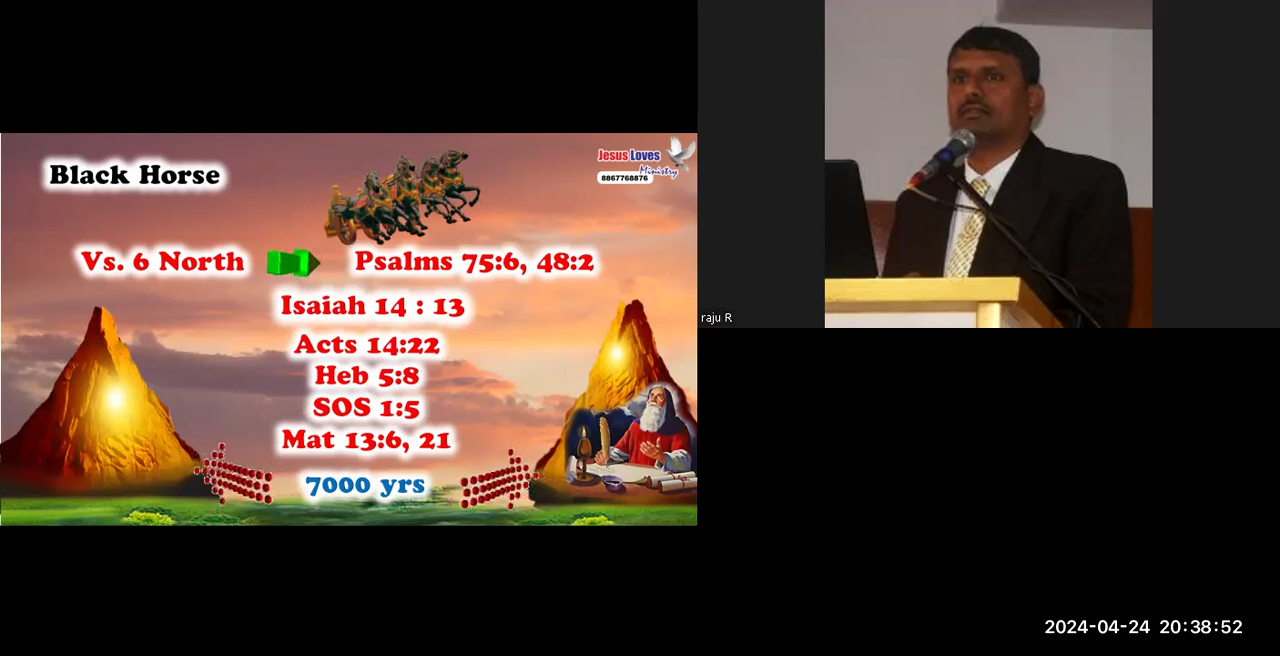 Black Horse
Jesus Loves
Ministry
8867768876
Vs. 6 North
Psalms 75:6, 48:2
Isaiah 14 : 13
Acts 14:22
Heb 5:8
SOS 1:5
Mat 13:6, 21
7000 yrs
raju R
2024-04-24 20:38:52